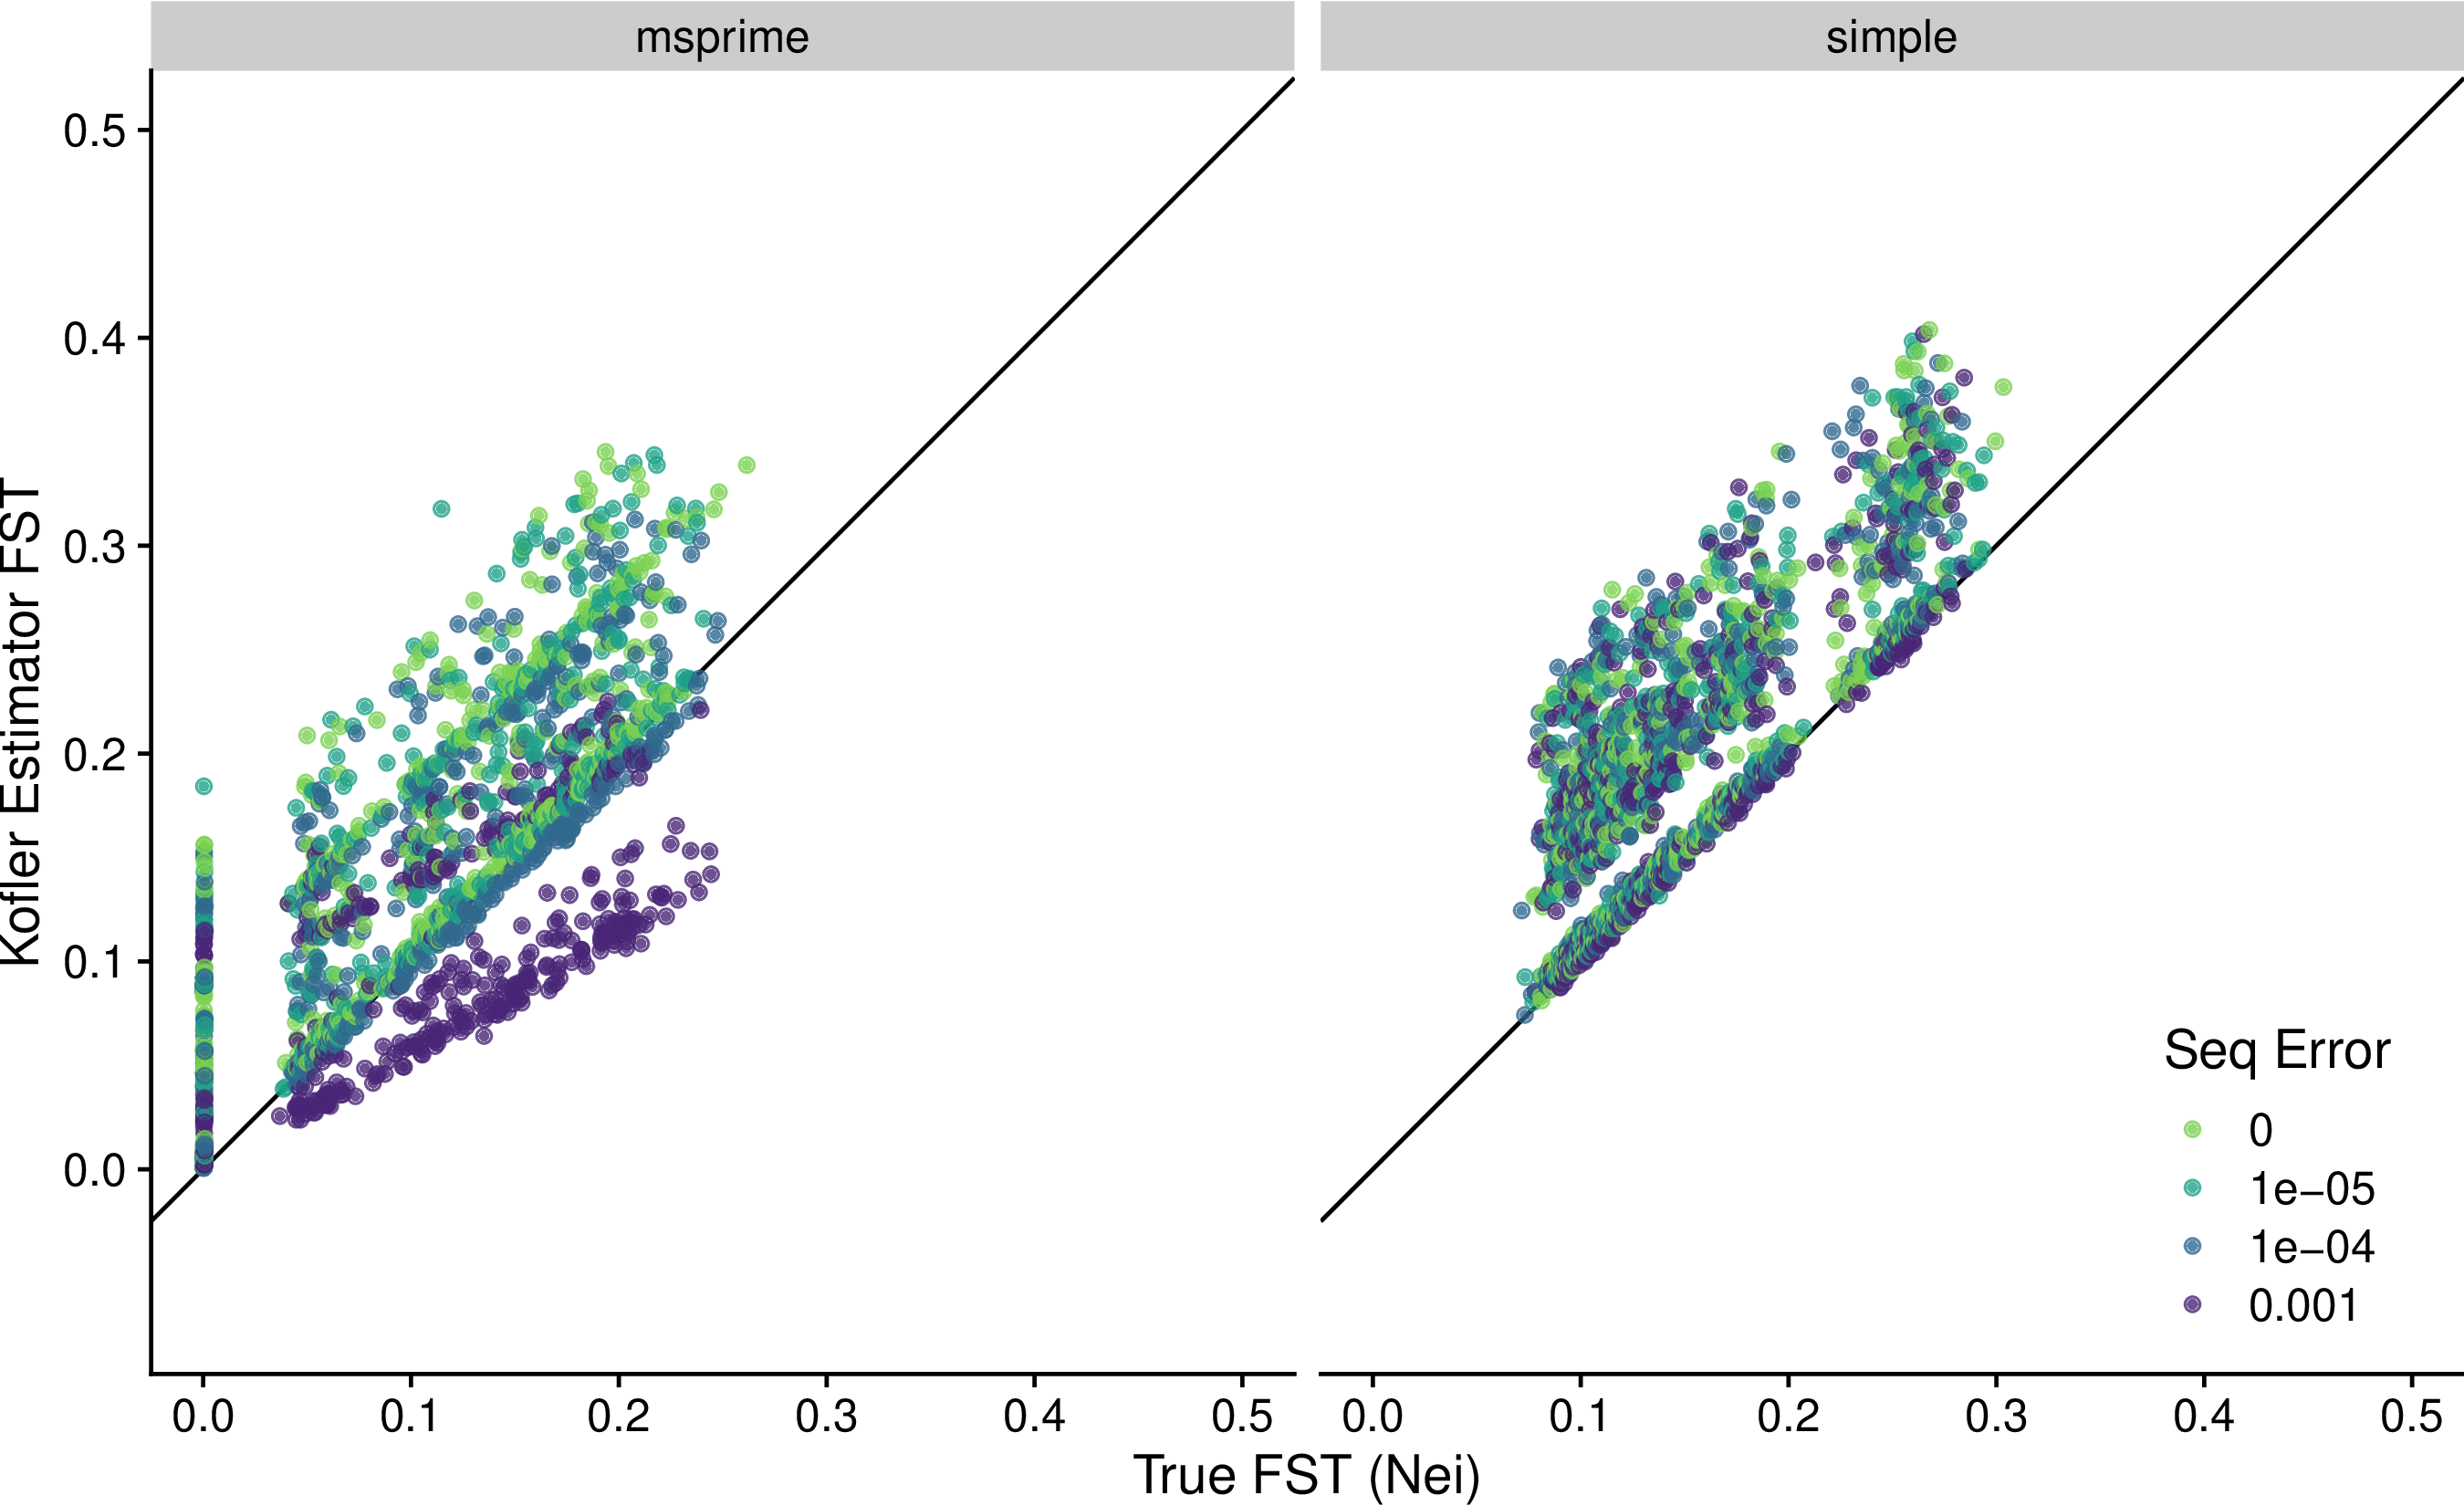 msprime
simple
Kofler Estimator FST
0.5
0.4
0.3
0.2
0.1
0.0
Seq Error
0
1e−05
1e−04
0.001
0.0 0.1 0.2 0.3 0.4 0.5
0.0 0.1 0.2 0.3 0.4 0.5
True FST (Nei)